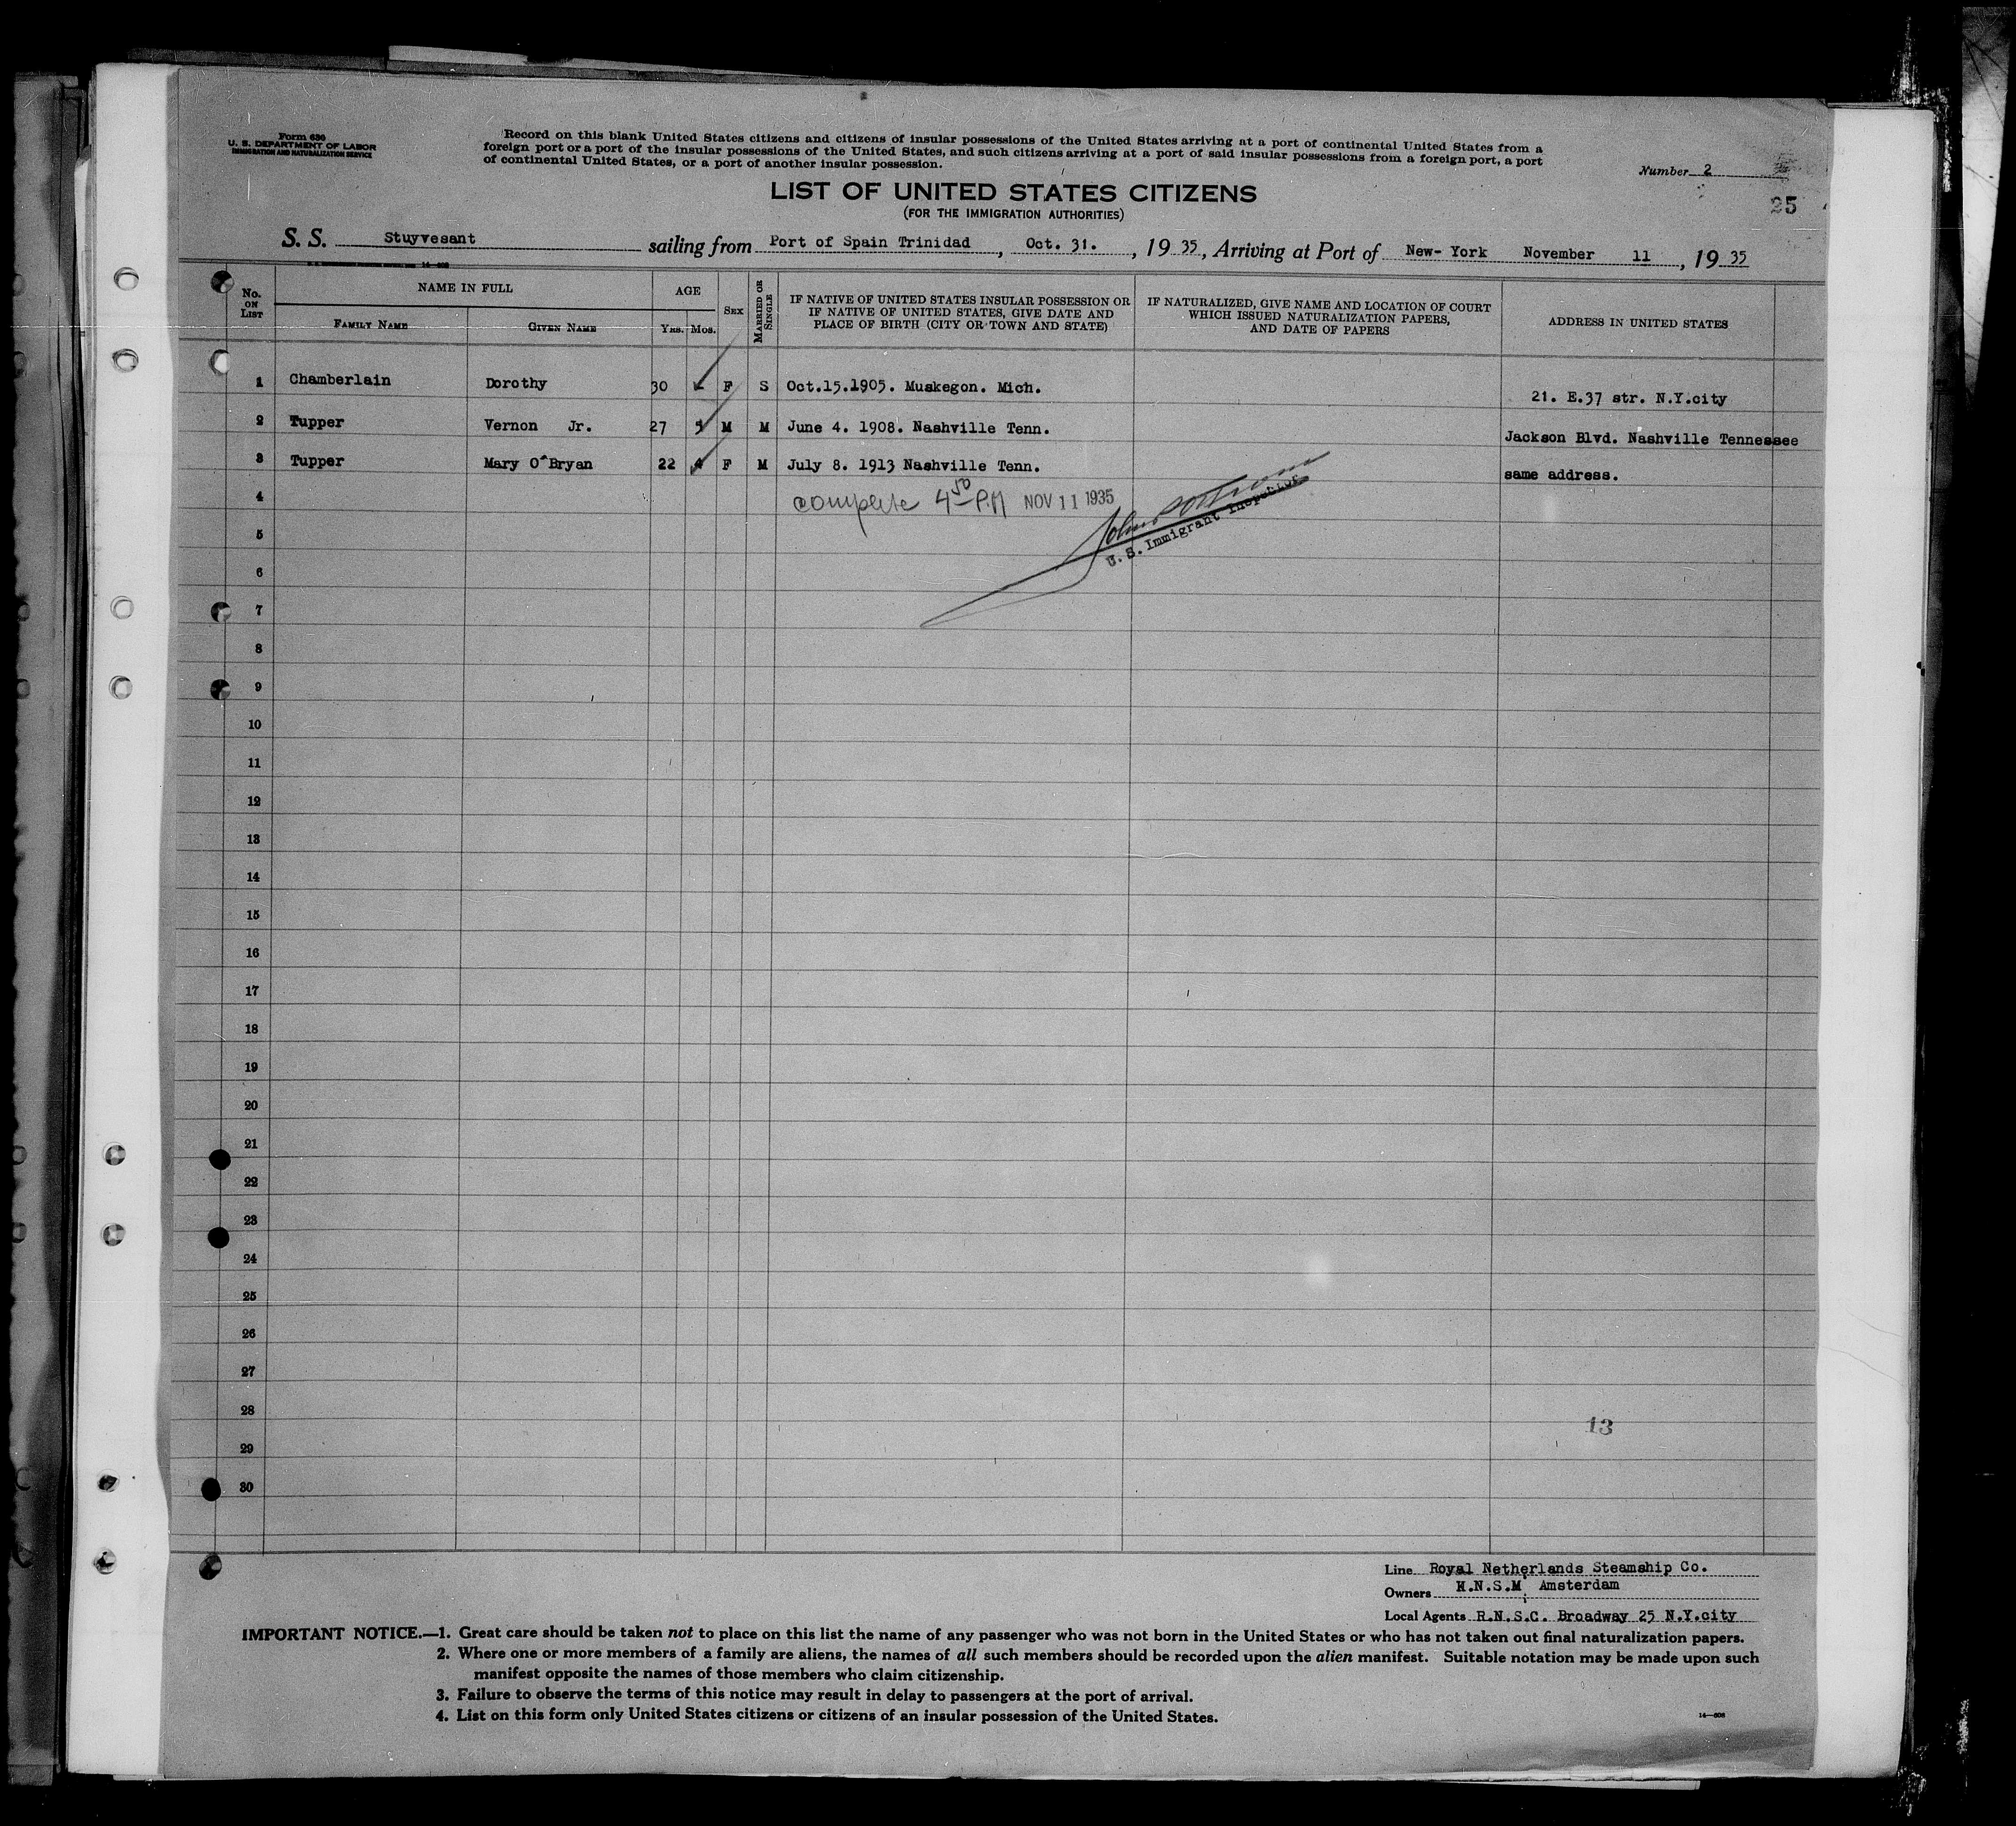 Form 630
U. S. DEPARTMENT OF LABOR
IMMIGRATION AND NATURALIZATION SERVICE
Record on this blank United States citizens and citizens of insular possessions of the United States arriving at a port of continental United States from a
foreign port or a port of the insular possessions of the United States, and such citizens arriving at a port of said insular possessions from a foreign port, a port
of continental United States, or a port of another insular possession.
Number 2
25
LIST OF UNITED STATES CITIZENS
(FOR THE IMMIGRATION AUTHORITIES)
S. S. Stuyvesant sailing from Port of Spain Trinidad, Oct. 31., 19 35, Arriving at Port of New- York November 11, 19 35
14—608
No. ON LIST
NAME IN FULL
FAMILY NAME
GIVEN NAME
AGE
YRS. MOS.
SEX
MARRIED OR SINGLE
IF NATIVE OF UNITED STATES INSULAR POSSESSION OR
IF NATIVE OF UNITED STATES, GIVE DATE AND
PLACE OF BIRTH (CITY OR TOWN AND STATE)
IF NATURALIZED, GIVE NAME AND LOCATION OF COURT
WHICH ISSUED NATURALIZATION PAPERS,
AND DATE OF PAPERS
ADDRESS IN UNITED STATES
1 Chamberlain Dorothy 30 F S Oct.15.1905. Muskegon. Mich. 21. E.37 str. N.Y.city
2 Tupper Vernon Jr. 27 5 M M June 4. 1908. Nashville Tenn. Jackson Blvd. Nashville Tennessee
3 Tupper Mary O'Bryan 22 4 F M July 8. 1913 Nashville Tenn. same address.
4 complete 4 50 P.M NOV 11 1935
John
U. S. Immigrant Inspector
5
6
7
8
9
10
11
12
13
14
15
16
17
18
19
20
21
22
23
24
25
26
27
28
13
29
30
Line Royal Netherlands Steamship Co.
Owners K.N.S.M Amsterdam
Local Agents R.N.S.C. Broadway 25 N.Y.city
IMPORTANT NOTICE.—1. Great care should be taken not to place on this list the name of any passenger who was not born in the United States or who has not taken out final naturalization papers.
2. Where one or more members of a family are aliens, the names of all such members should be recorded upon the alien manifest. Suitable notation may be made upon such
manifest opposite the names of those members who claim citizenship.
3. Failure to observe the terms of this notice may result in delay to passengers at the port of arrival.
4. List on this form only United States citizens or citizens of an insular possession of the United States.
14—608